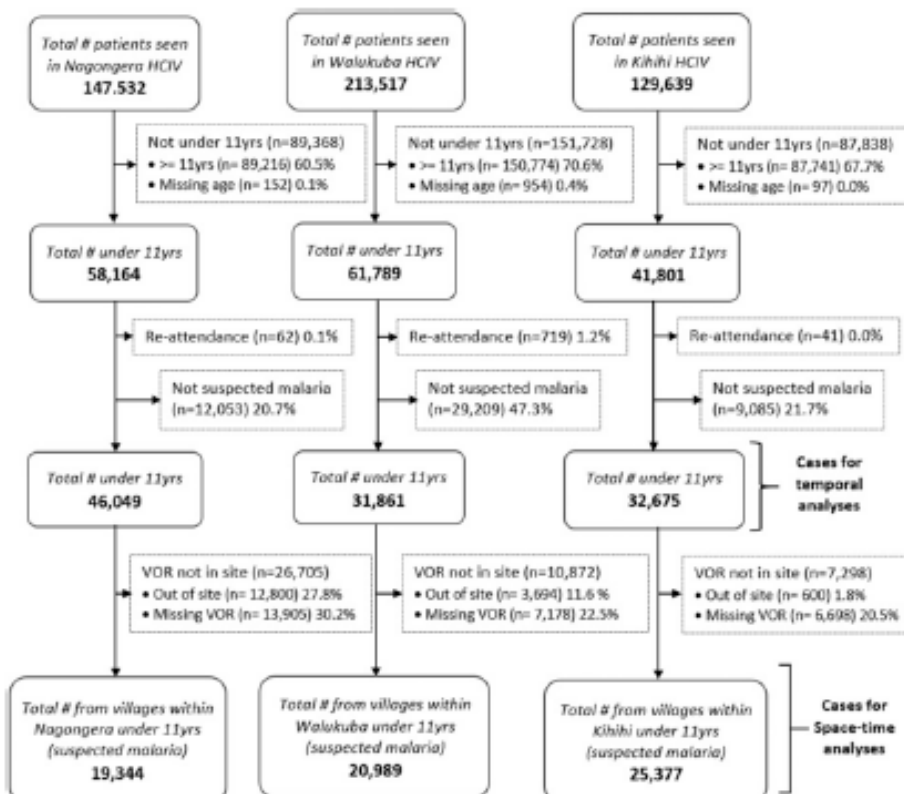 Total # patients seen
in Nagongera HCIV
147.532
Total # patients seen
in Walukuba HCIV
213,517
Total # patients seen
in Kihihi HCIV
129,639
Not under 11yrs (n=89,368)
• >= 11yrs (n= 89,216) 60.5%
• Missing age (n= 152) 0.1%
Not under 11yrs (n=151,728)
• >= 11yrs (n= 150,774) 70.6%
• Missing age (n= 954) 0.4%
Not under 11yrs (n=87,838)
• >= 11yrs (n= 87,741) 67.7%
• Missing age (n= 97) 0.0%
Total # under 11yrs
58,164
Total # under 11yrs
61,789
Total # under 11yrs
41,801
Re-attendance (n=62) 0.1%
Re-attendance (n=719) 1.2%
Re-attendance (n=41) 0.0%
Not suspected malaria
(n=12,053) 20.7%
Not suspected malaria
(n=29,209) 47.3%
Not suspected malaria
(n=9,085) 21.7%
Total # under 11yrs
46,049
Total # under 11yrs
31,861
Total # under 11yrs
32,675
Cases for
temporal
analyses
VOR not in site (n=26,705)
• Out of site (n= 12,800) 27.8%
• Missing VOR (n= 13,905) 30.2%
VOR not in site (n=10,872)
• Out of site (n= 3,694) 11.6 %
• Missing VOR (n= 7,178) 22.5%
VOR not in site (n=7,298)
• Out of site (n= 600) 1.8%
• Missing VOR (n= 6,698) 20.5%
Total # from villages within
Nagongera under 11yrs
(suspected malaria)
19,344
Total # from villages within
Walukuba under 11yrs
(suspected malaria)
20,989
Total # from villages within
Kihihi under 11yrs
(suspected malaria)
25,377
Cases for
Space-time
analyses